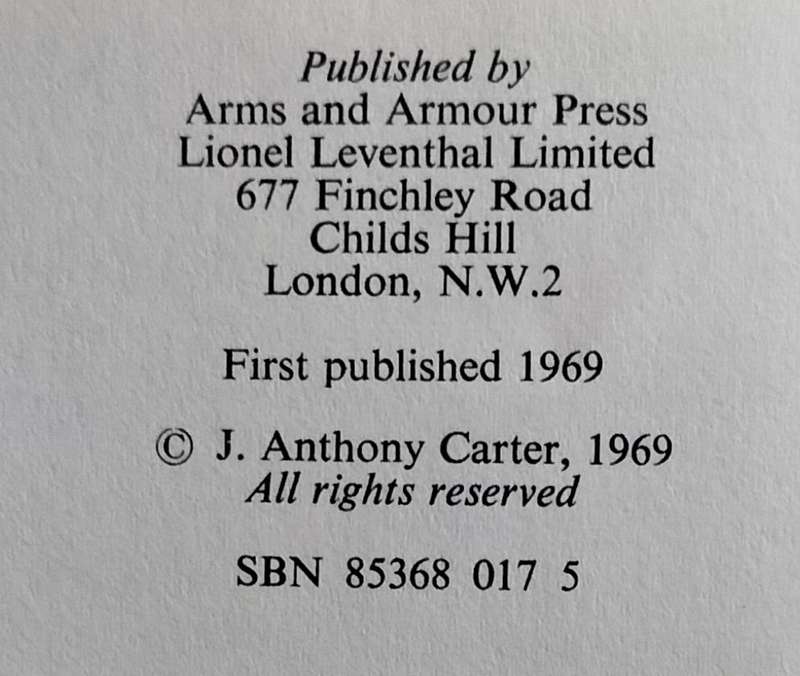 Published by
Arms and Armour Press
Lionel Leventhal Limited
677 Finchley Road
Childs Hill
London, N.W.2
First published 1969
© J. Anthony Carter, 1969
All rights reserved
SBN 85368 017 5